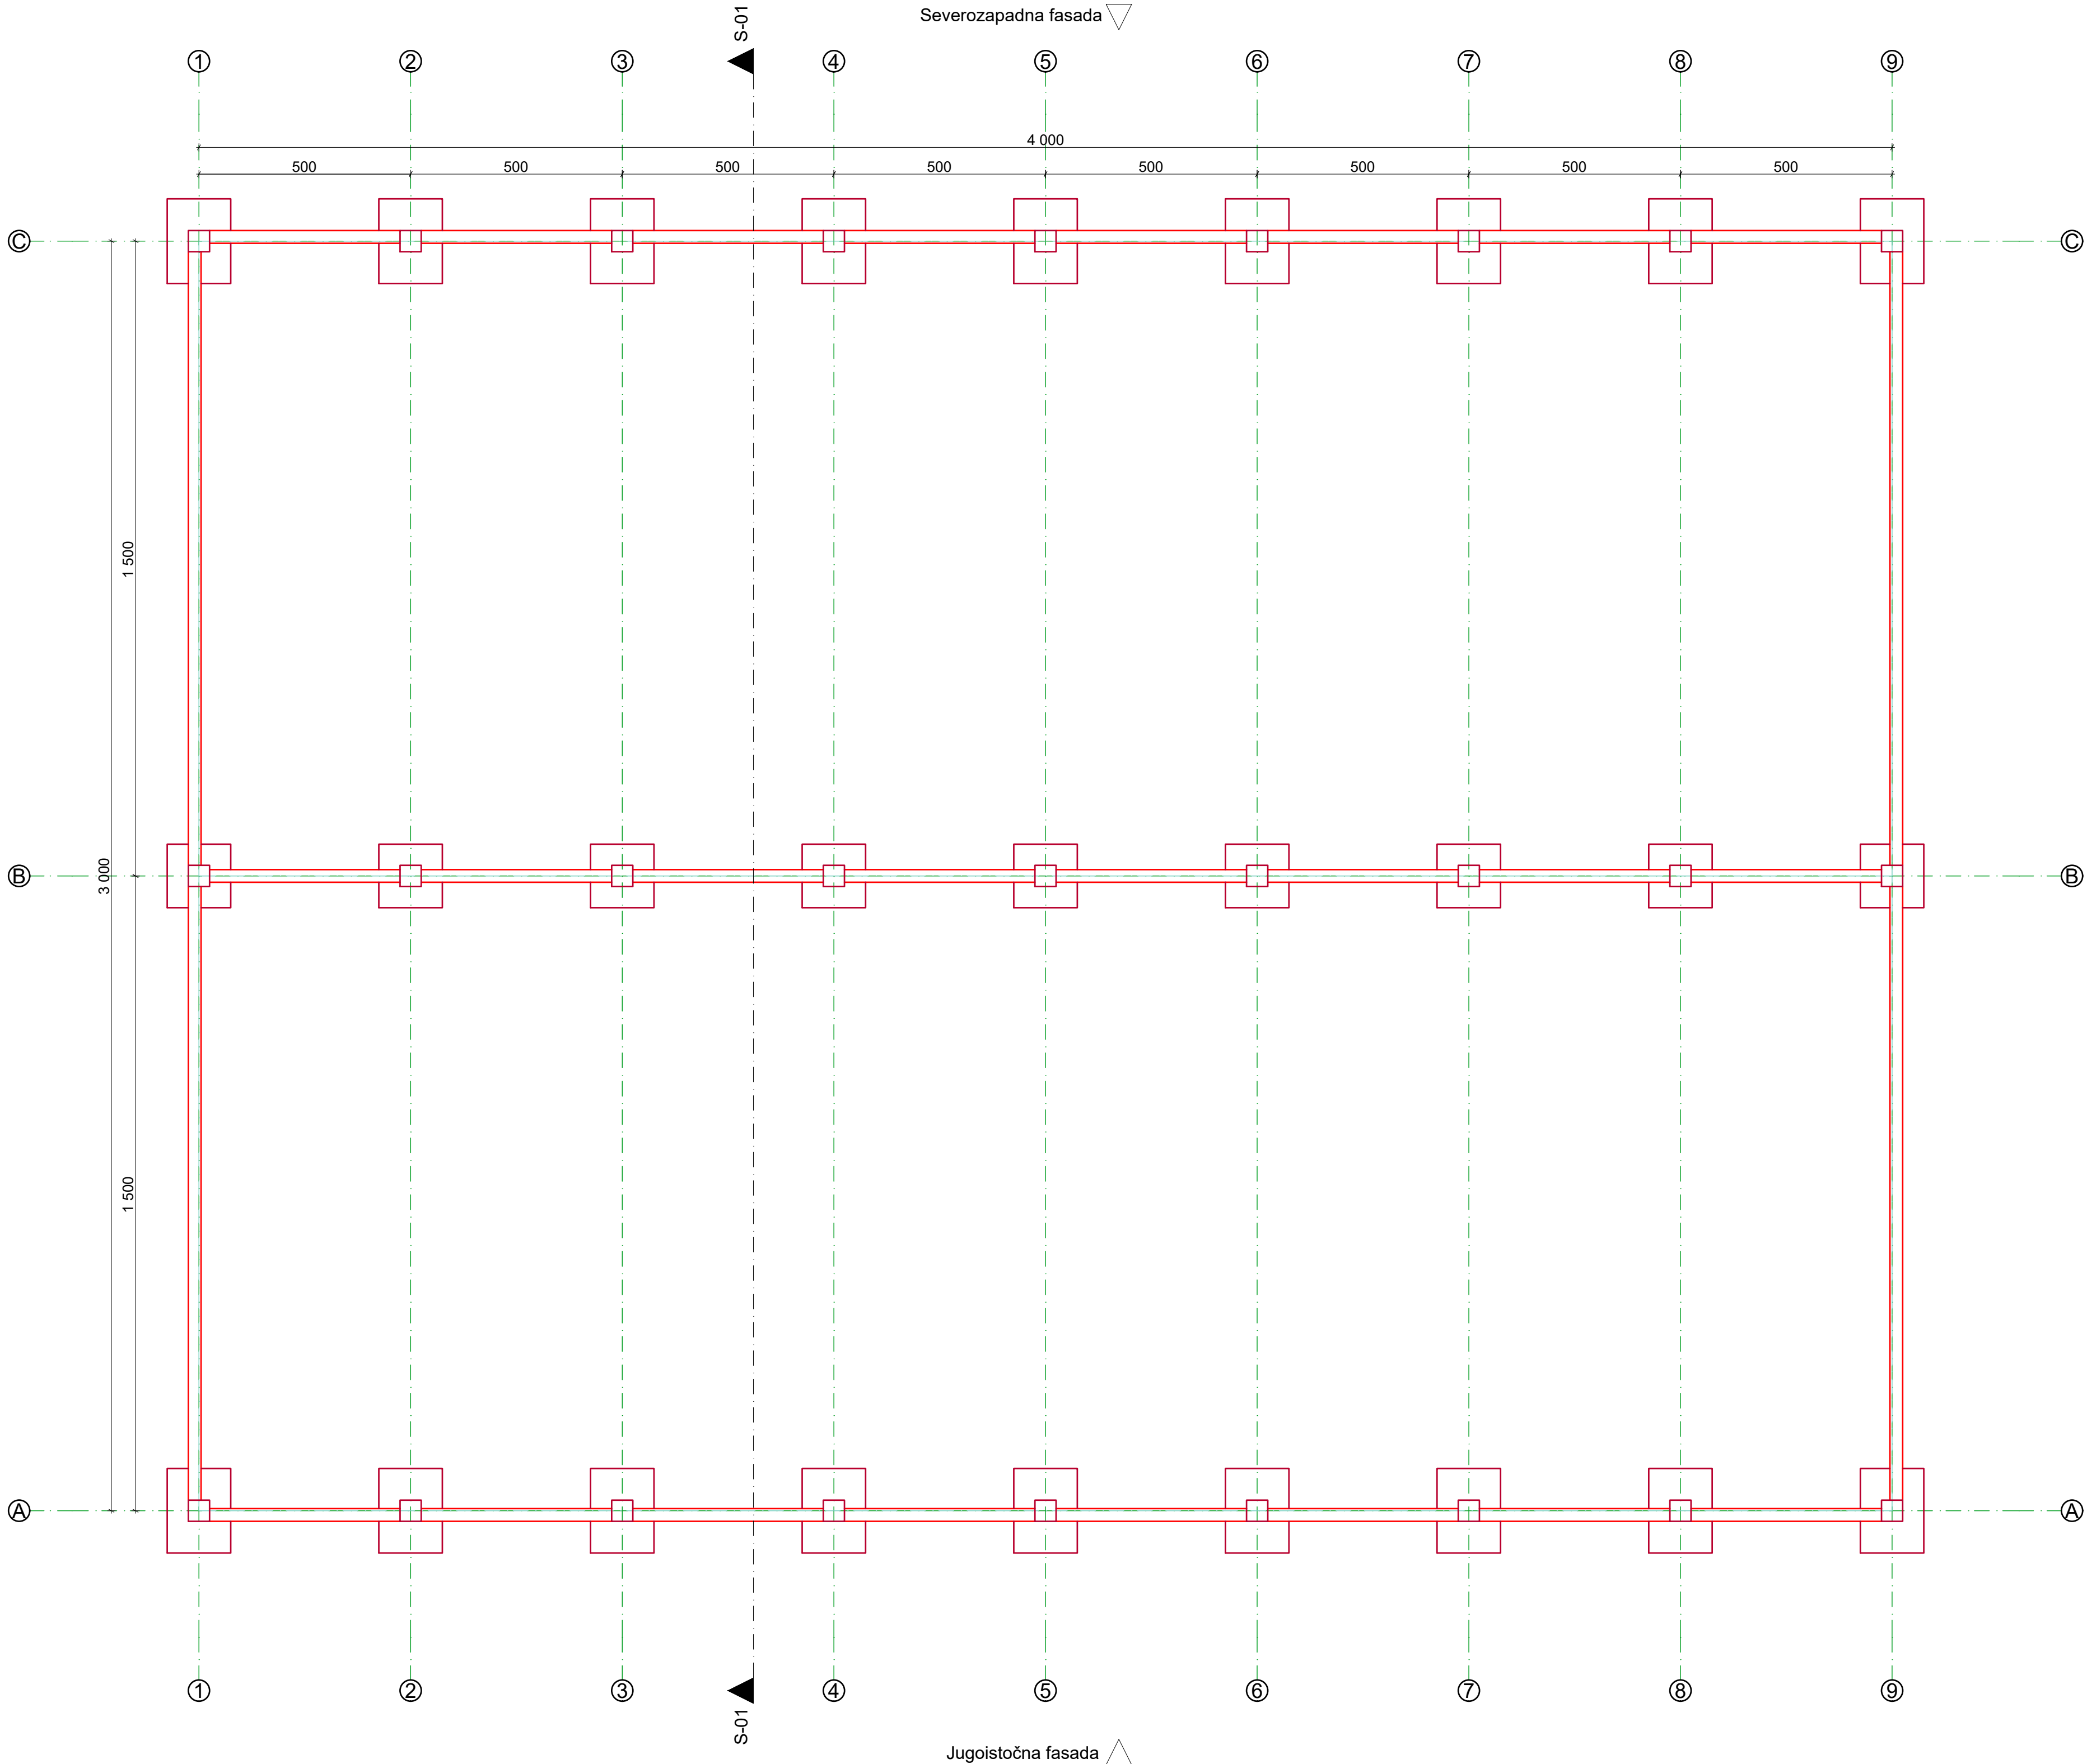 Severozapadna fasada
S-01
1 2 3 4 5 6 7 8 9
4 000
500 500 500 500 500 500 500 500
C C
1 500
B B
3 000
1 500
A A
1 2 3 4 5 6 7 8 9
S-01
Jugoistočna fasada